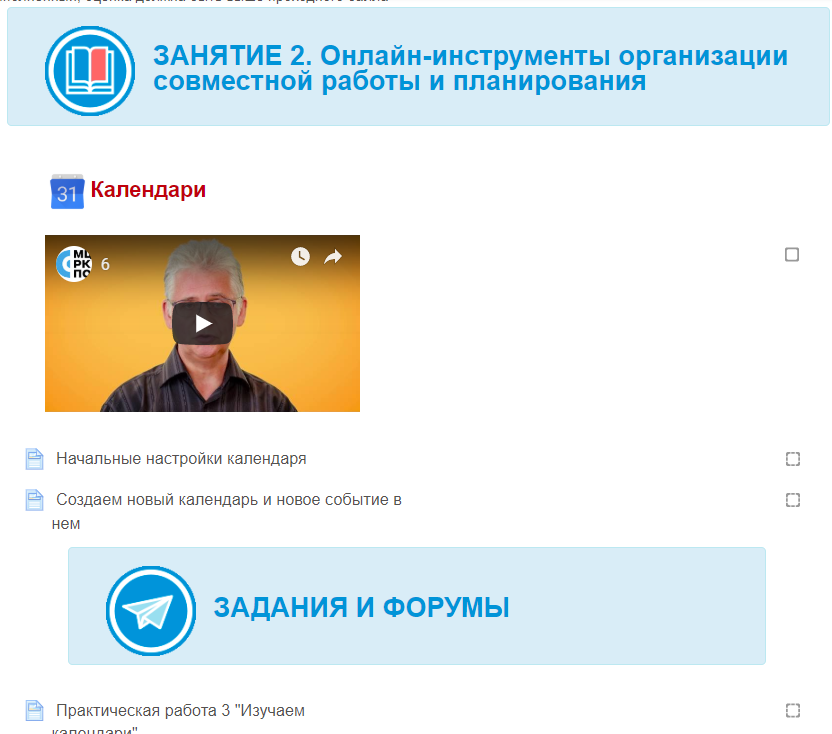 ЗАНЯТИЕ 2. Онлайн-инструменты организации
совместной работы и планирования
31
Календари
6
Начальные настройки календаря
Создаем новый календарь и новое событие в
нем
ЗАДАНИЯ И ФОРУМЫ
Практическая работа 3 "Изучаем
календари"